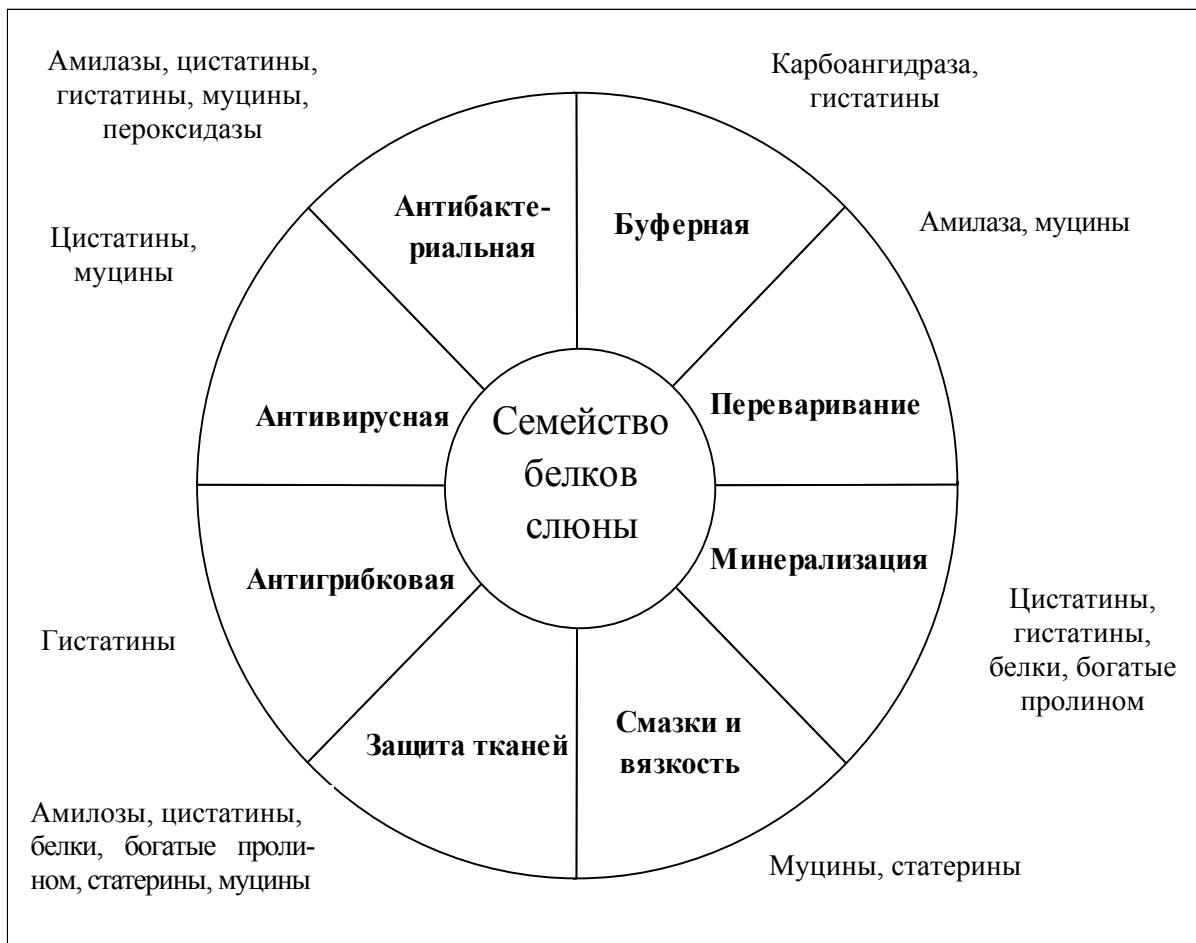 Амилазы, цистатины,
гистатины, муцины,
пероксидазы
Карбоангидраза,
гистатины
Антибакте-
риальная
Буферная
Цистатины,
муцины
Амилаза, муцины
Антивирусная
Переваривание
Семейство
белков
слюны
Антигрибковая
Минерализация
Гистатины
Цистатины,
гистатины,
белки, богатые
пролином
Защита тканей
Смазки и
вязкость
Амилозы, цистатины,
белки, богатые проли-
ном, статерины, муцины
Муцины, статерины